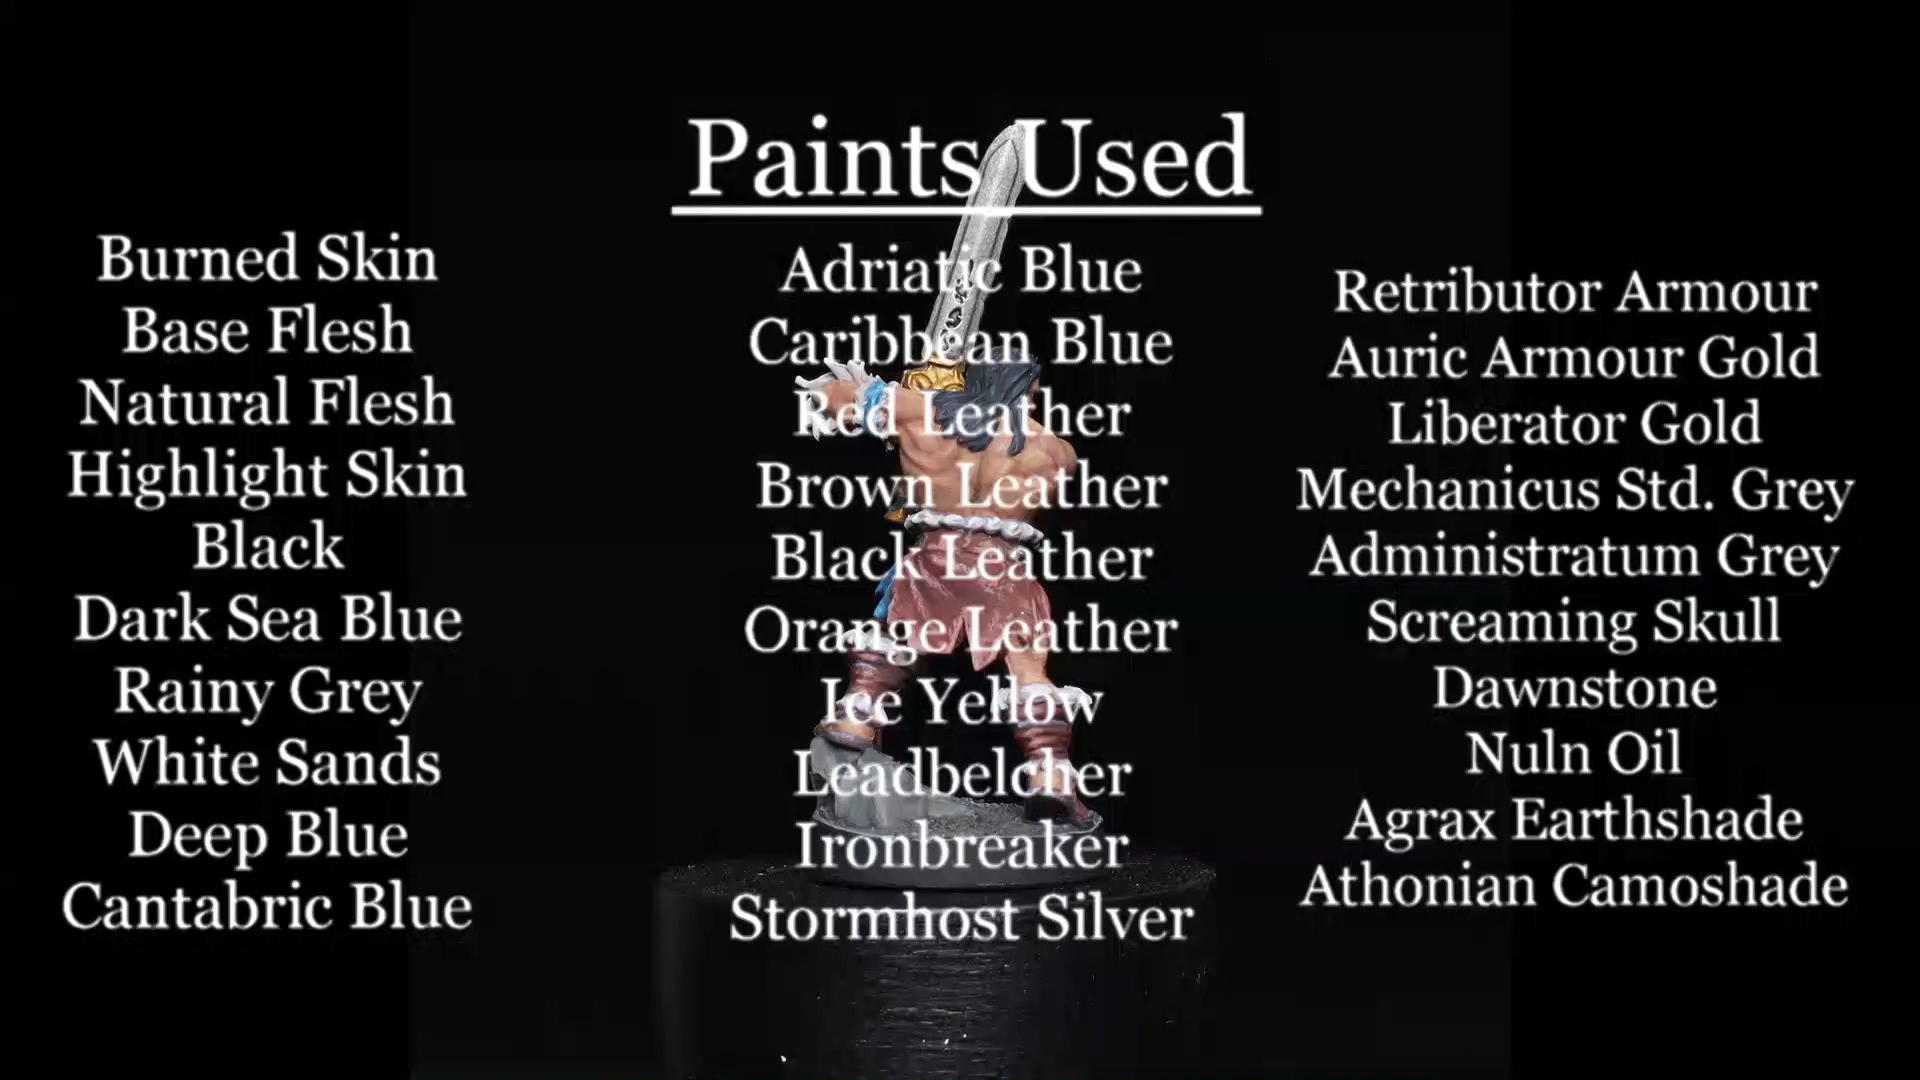 Paints Used
Burned Skin
Base Flesh
Natural Flesh
Highlight Skin
Black
Dark Sea Blue
Rainy Grey
White Sands
Deep Blue
Cantabric Blue
Adriatic Blue
Caribbean Blue
Red Leather
Brown Leather
Black Leather
Orange Leather
Ice Yellow
Leadbelcher
Ironbreaker
Stormhost Silver
Retributor Armour
Auric Armour Gold
Liberator Gold
Mechanicus Std. Grey
Administratum Grey
Screaming Skull
Dawnstone
Nuln Oil
Agrax Earthshade
Athonian Camoshade